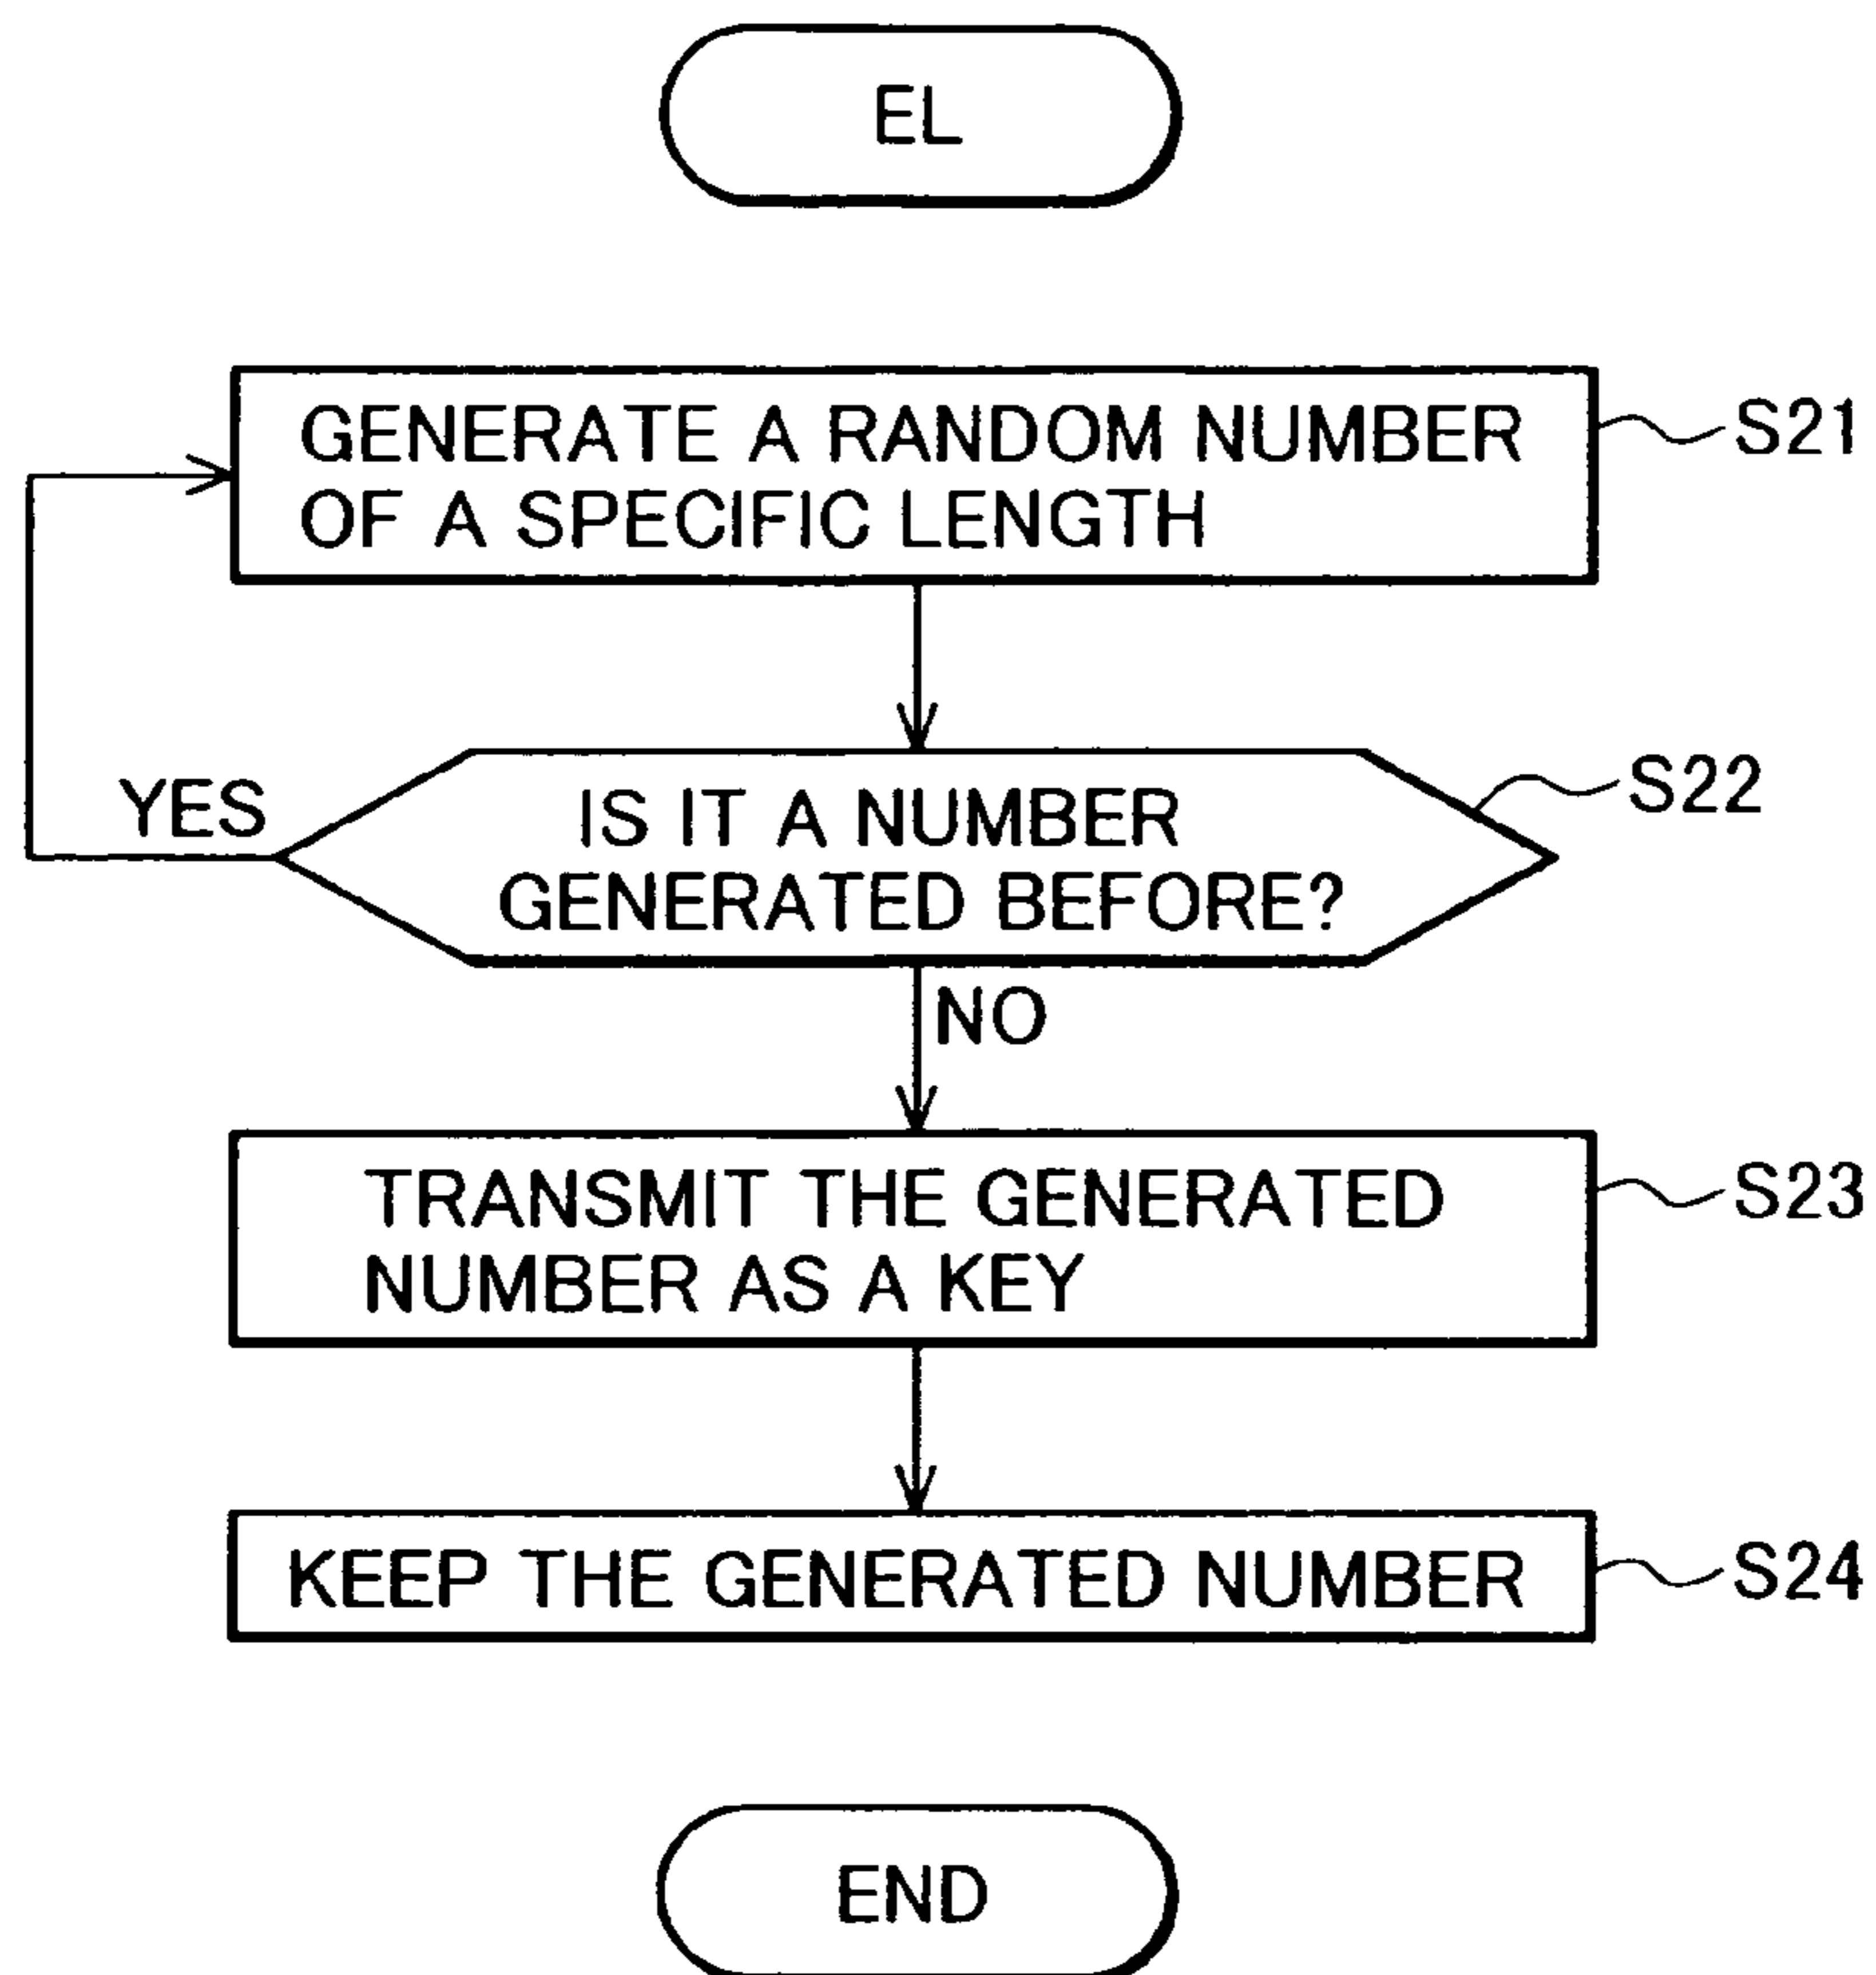 EL
GENERATE A RANDOM NUMBER
OF A SPECIFIC LENGTH
S21
YES
IS IT A NUMBER
GENERATED BEFORE?
S22
NO
TRANSMIT THE GENERATED
NUMBER AS A KEY
S23
KEEP THE GENERATED NUMBER
S24
END